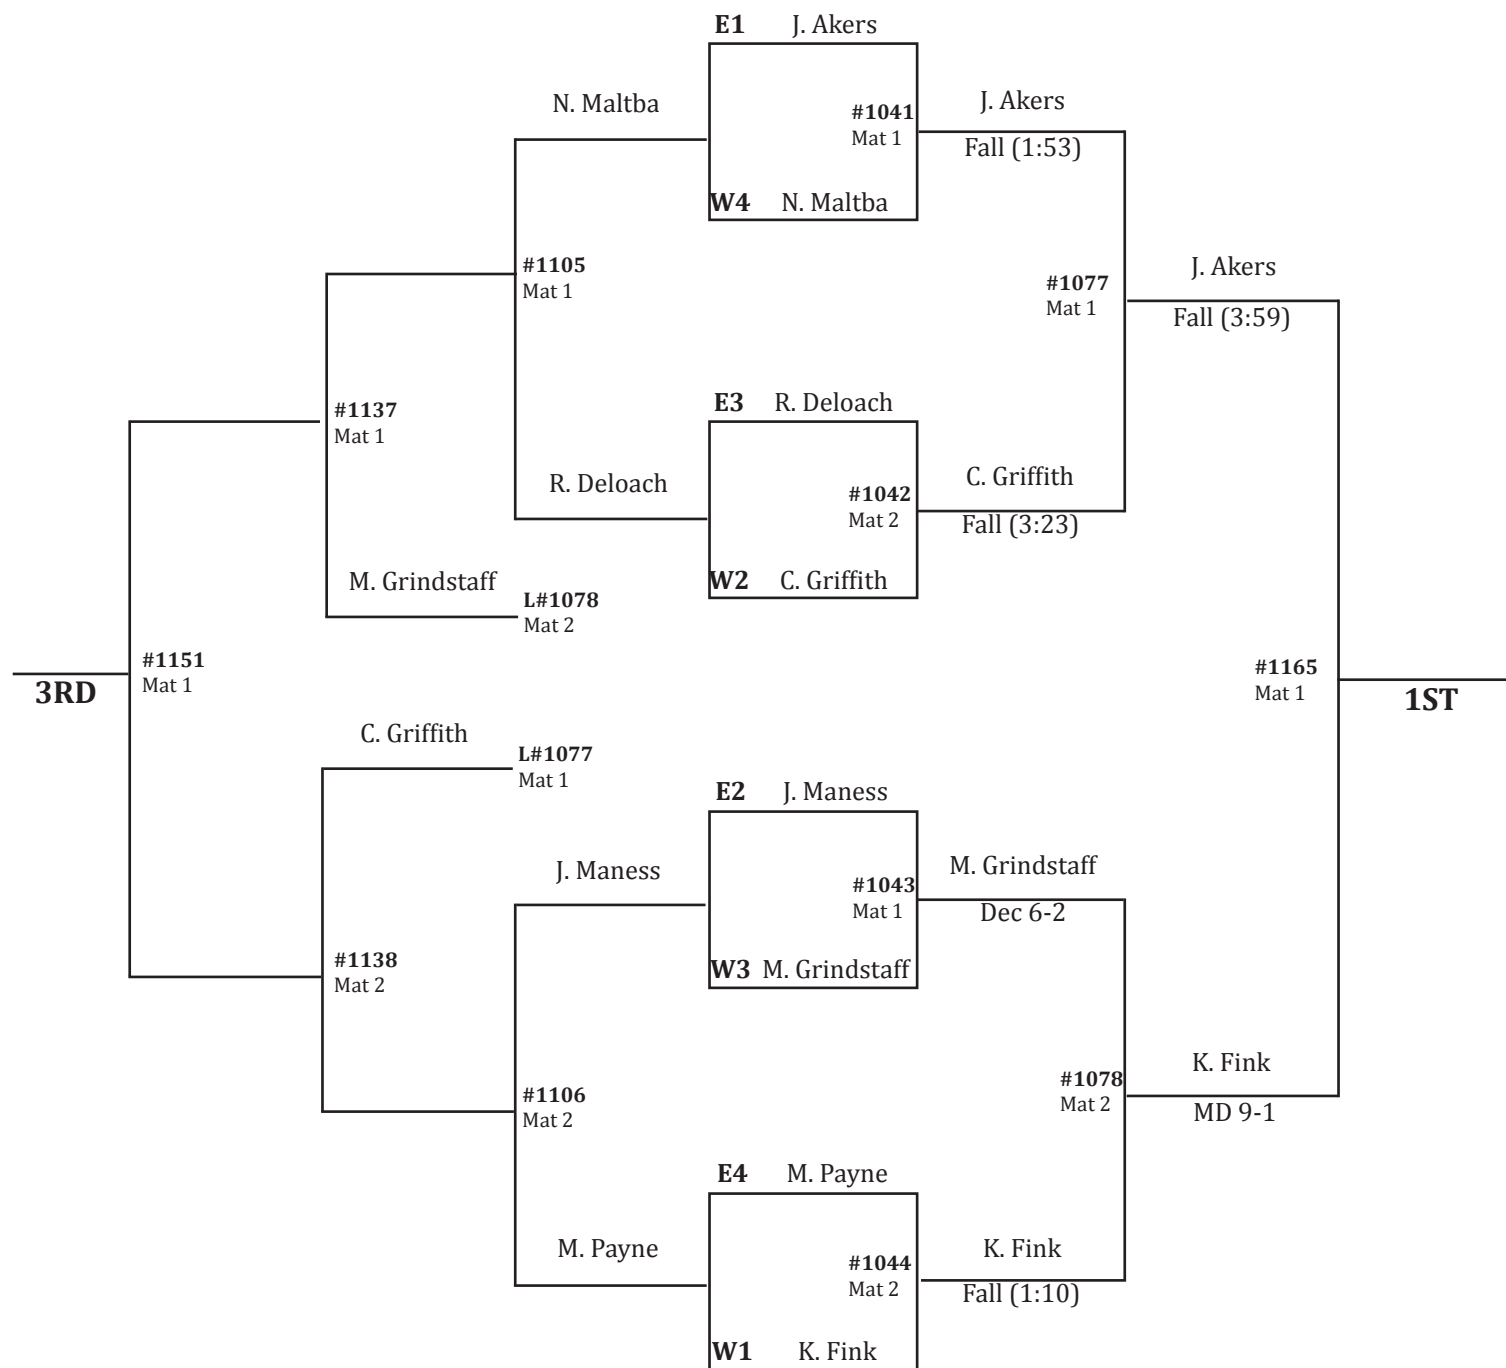 E1 J. Akers
N. Maltba
#1041
Mat 1
J. Akers
Fall (1:53)
W4 N. Maltba
#1105
Mat 1
#1077
Mat 1
J. Akers
Fall (3:59)
#1137
Mat 1
E3 R. Deloach
R. Deloach
#1042
Mat 2
C. Griffith
Fall (3:23)
M. Grindstaff
L#1078
Mat 2
W2 C. Griffith
3RD
#1151
Mat 1
#1165
Mat 1
1ST
C. Griffith
L#1077
Mat 1
E2 J. Maness
J. Maness
#1043
Mat 1
M. Grindstaff
Dec 6-2
#1138
Mat 2
W3 M. Grindstaff
#1106
Mat 2
#1078
Mat 2
K. Fink
MD 9-1
E4 M. Payne
M. Payne
#1044
Mat 2
K. Fink
Fall (1:10)
W1 K. Fink